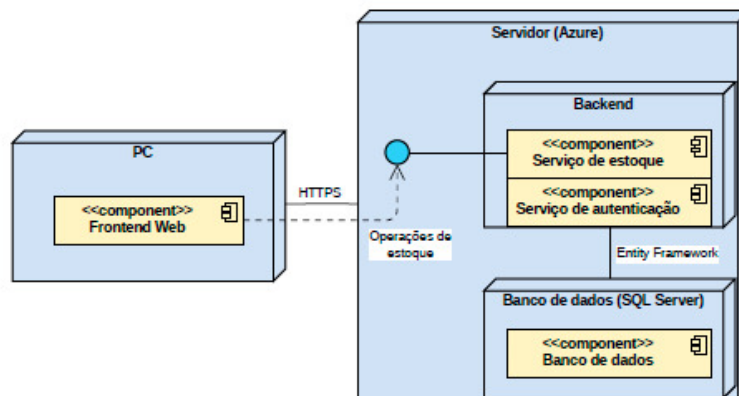 Servidor (Azure)
Backend
<<component>>
Serviço de estoque
<<component>>
Serviço de autenticação
PC
<<component>>
Frontend Web
HTTPS
Operações de
estoque
Entity Framework
Banco de dados (SQL Server)
<<component>>
Banco de dados